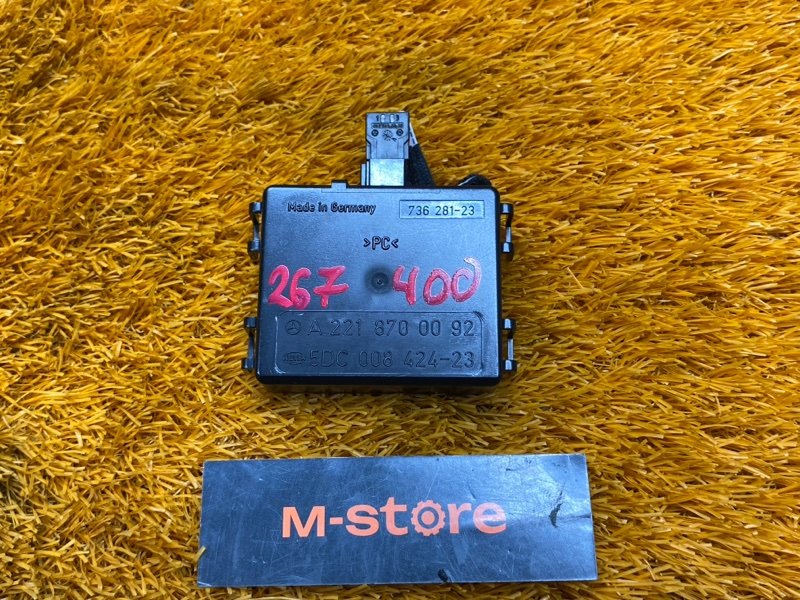 Made in Germany 736 281-23
>PC<
267 400
A 221 870 00 92
5DC 008 424-23
M-store